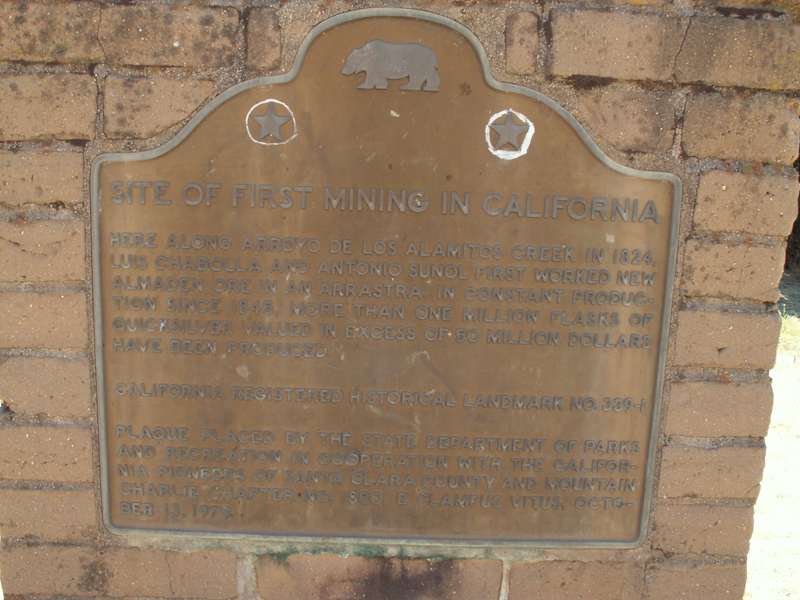 SITE OF FIRST MINING IN CALIFORNIA
HERE ALONG ARROYO DE LOS ALAMITOS CREEK IN 1824,
LUIS CHABOLLA AND ANTONIO SUNOL FIRST WORKED NEW
ALMADEN ORE IN AN ARRASTRA. IN CONSTANT PRODUC-
TION SINCE 1845, MORE THAN ONE MILLION FLASKS OF
QUICKSILVER VALUED IN EXCESS OF 50 MILLION DOLLARS
HAVE BEEN PRODUCED.
CALIFORNIA REGISTERED HISTORICAL LANDMARK NO. 339-1
PLAQUE PLACED BY THE STATE DEPARTMENT OF PARKS
AND RECREATION IN COOPERATION WITH THE CALIFOR-
NIA PIONEERS OF SANTA CLARA COUNTY AND MOUNTAIN
CHARLIE CHAPTER NO. 1850, E CLAMPUS VITUS, OCTO-
BER 13, 1974.